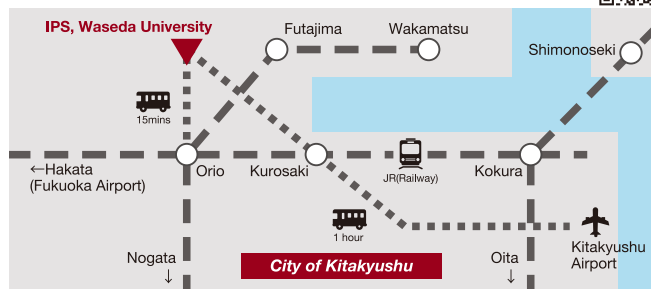 IPS, Waseda University
Futajima
Wakamatsu
Shimonoseki
15mins
←Hakata
(Fukuoka Airport)
Orio
Kurosaki
JR(Railway)
Kokura
1 hour
Kitakyushu
Airport
Nogata
↓
City of Kitakyushu
Oita
↓